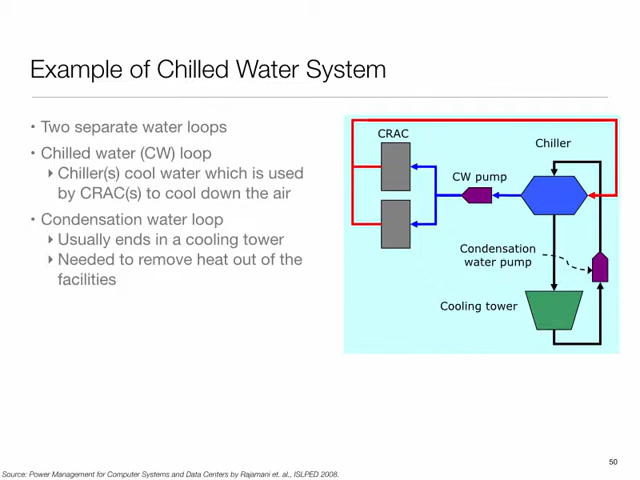 Example of Chilled Water System
• Two separate water loops
• Chilled water (CW) loop
‣ Chiller(s) cool water which is used
by CRAC(s) to cool down the air
• Condensation water loop
‣ Usually ends in a cooling tower
‣ Needed to remove heat out of the
facilities
CRAC
Chiller
CW pump
Condensation
water pump
Cooling tower
50
Source: Power Management for Computer Systems and Data Centers by Rajamani et. al., ISLPED 2008.